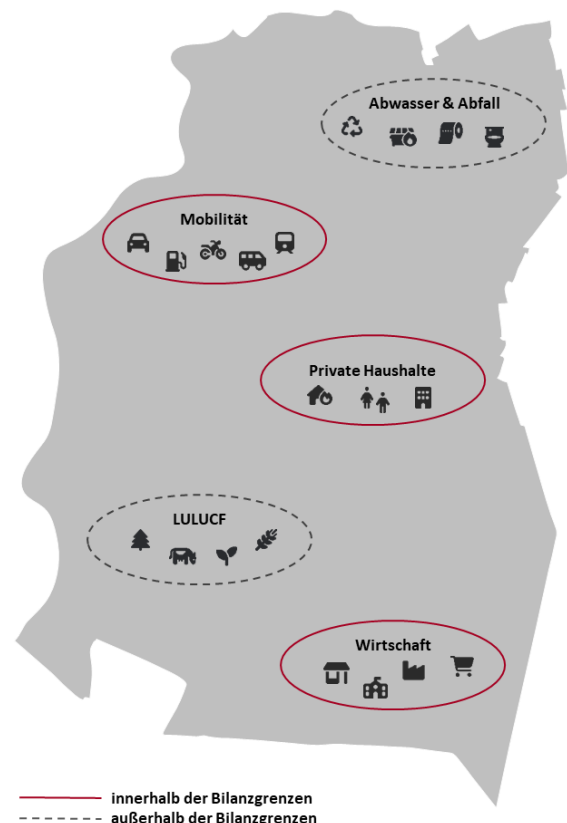 Abwasser & Abfall
Mobilität
Private Haushalte
LULUCF
Wirtschaft
innerhalb der Bilanzgrenzen
außerhalb der Bilanzgrenzen